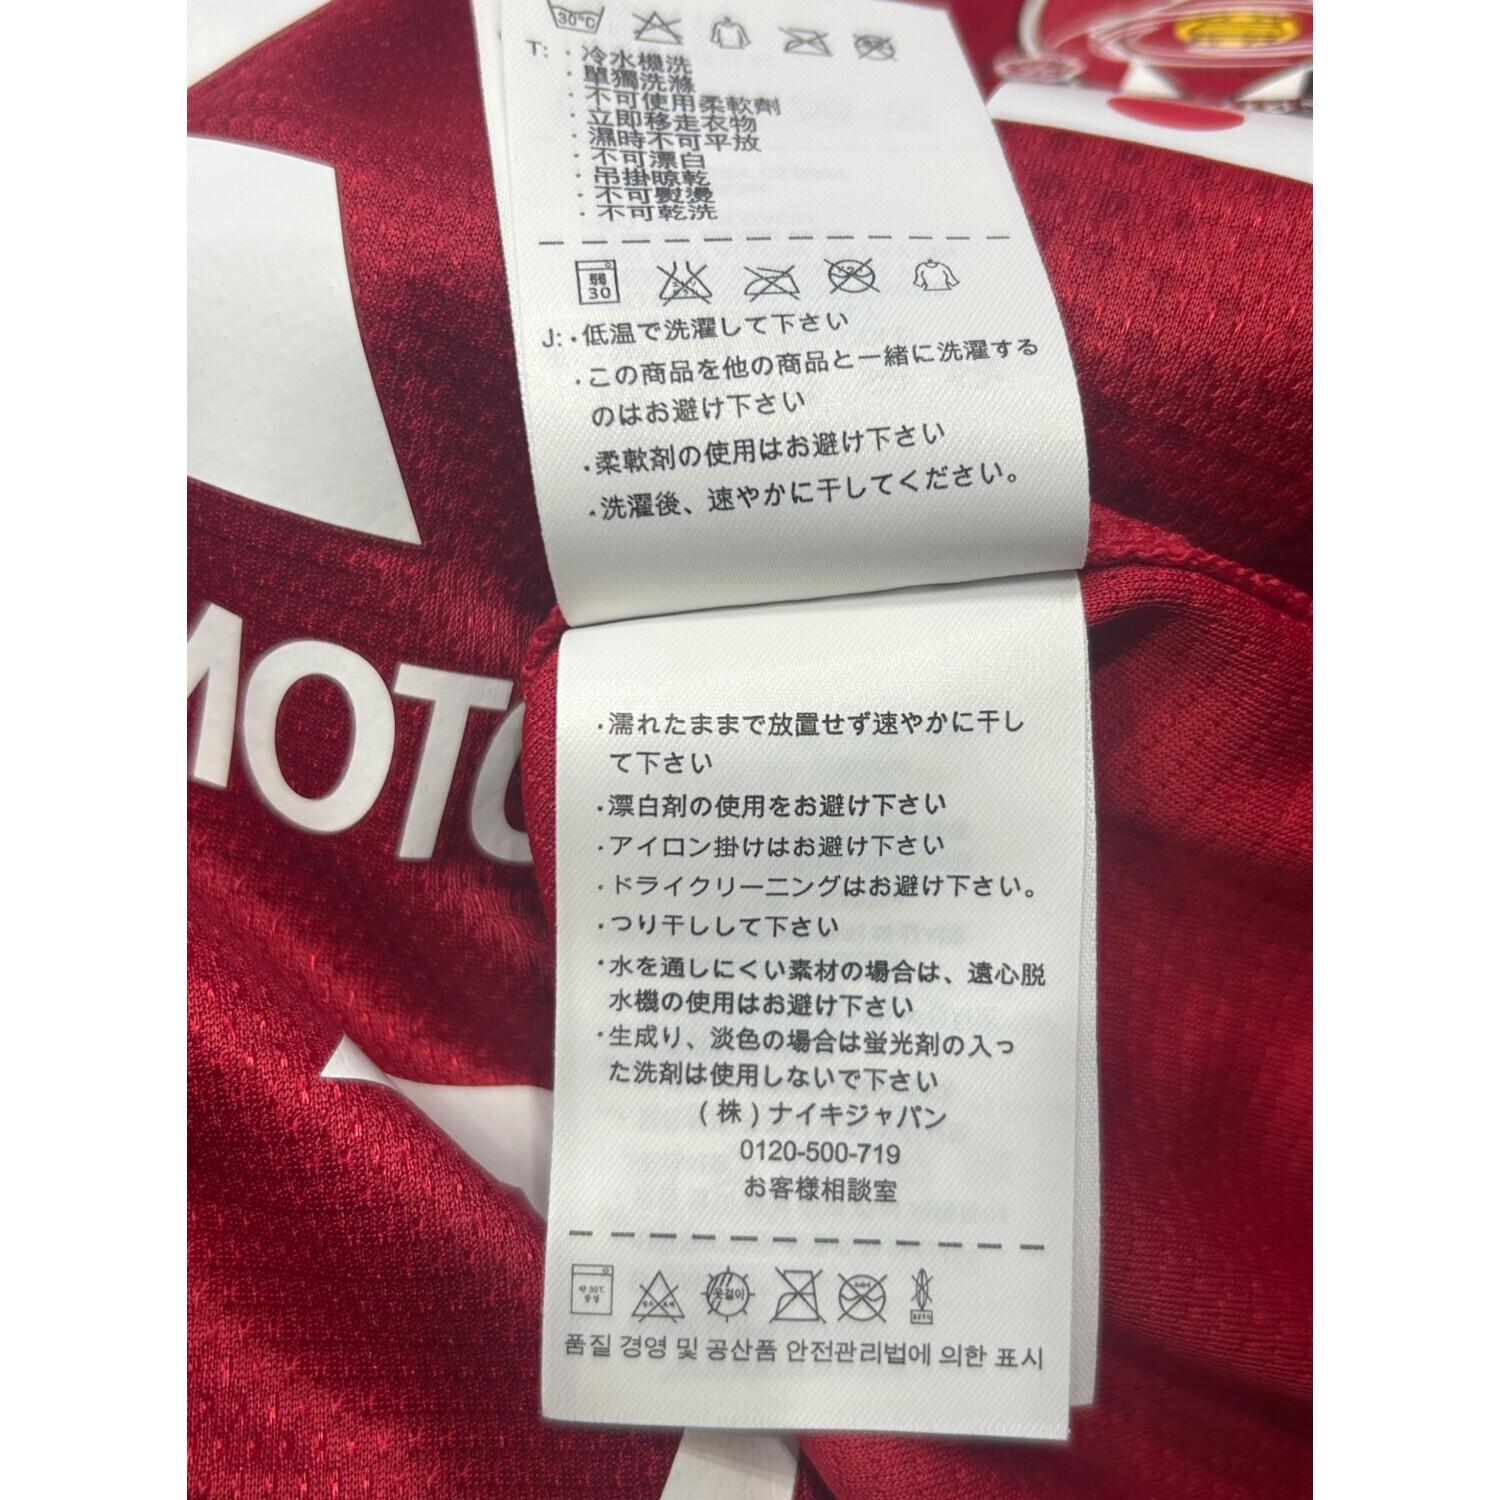 30°C
T: ・冷水機洗
・單獨洗滌
・不可使用柔軟劑
・立即移走衣物
・濕時不可平放
・不可漂白
・吊掛晾乾
・不可熨燙
・不可乾洗
弱
30
J: ・低温で洗濯して下さい
・この商品を他の商品と一緒に洗濯する
のはお避け下さい
・柔軟剤の使用はお避け下さい
・洗濯後、速やかに干してください。
MOTO
・濡れたままで放置せず速やかに干し
て下さい
・漂白剤の使用をお避け下さい
・アイロン掛けはお避け下さい
・ドライクリーニングはお避け下さい。
・つり干しして下さい
・水を通しにくい素材の場合は、遠心脱
水機の使用はお避け下さい
・生成り、淡色の場合は蛍光剤の入っ
た洗剤は使用しないで下さい
(株)ナイキジャパン
0120-500-719
お客様相談室
약 30℃
중성
옷걸이
품질 경영 및 공산품 안전관리법에 의한 표시